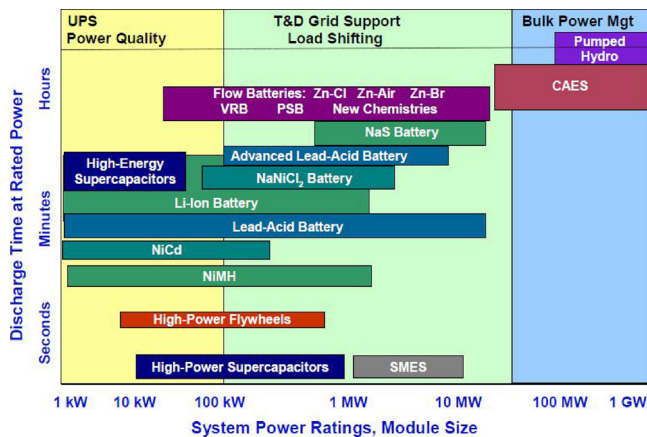 UPS
Power Quality
T&D Grid Support
Load Shifting
Bulk Power Mgt
Pumped
Hydro
CAES
Flow Batteries: Zn-Cl Zn-Air Zn-Br
VRB PSB New Chemistries
NaS Battery
Advanced Lead-Acid Battery
High-Energy
Supercapacitors
NaNiCl₂ Battery
Li-Ion Battery
Lead-Acid Battery
NiCd
NiMH
High-Power Flywheels
High-Power Supercapacitors
SMES
Discharge Time at Rated Power
Hours
Minutes
Seconds
1 kW 10 kW 100 kW 1 MW 10 MW 100 MW 1 GW
System Power Ratings, Module Size